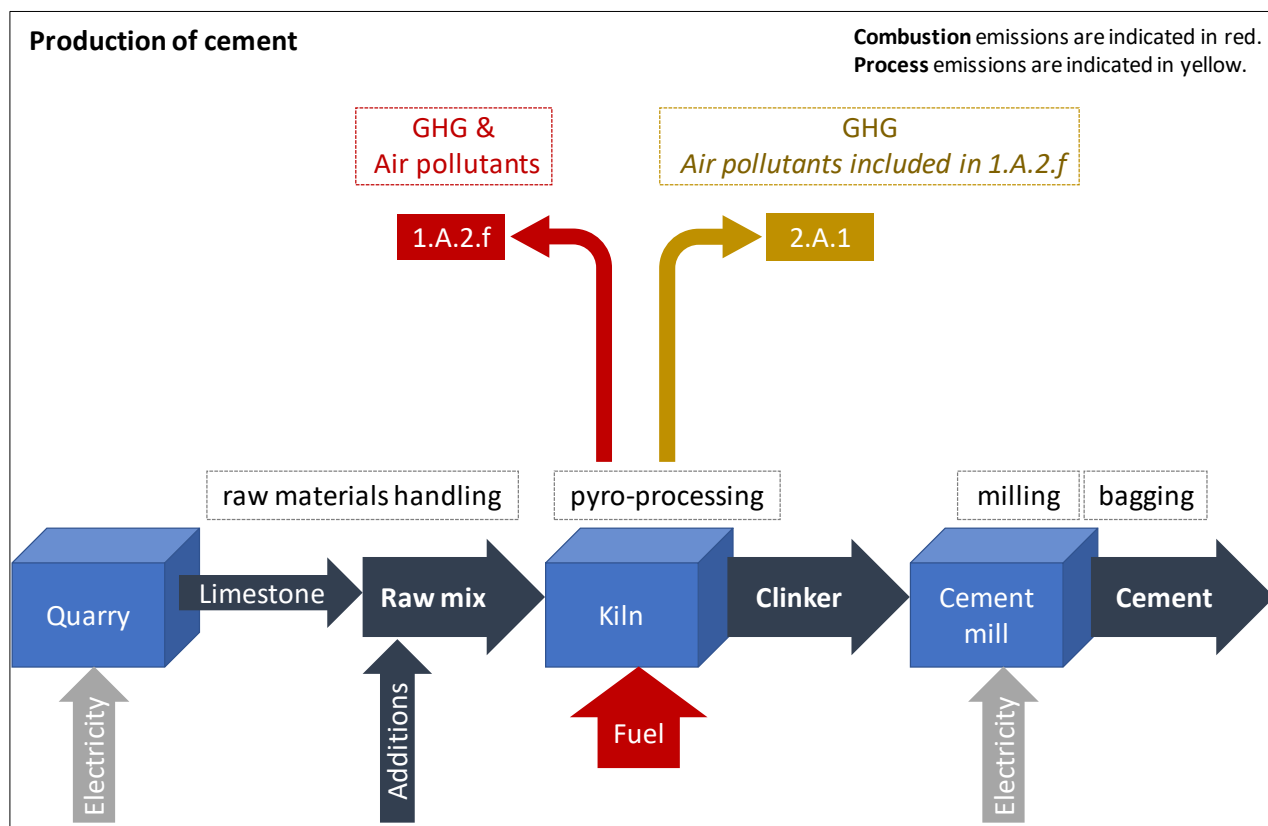 Production of cement
Combustion emissions are indicated in red.
Process emissions are indicated in yellow.
GHG &
Air pollutants
GHG
Air pollutants included in 1.A.2.f
1.A.2.f
2.A.1
raw materials handling
pyro-processing
milling
bagging
Quarry
Limestone
Raw mix
Kiln
Clinker
Cement
mill
Cement
Electricity
Additions
Fuel
Electricity